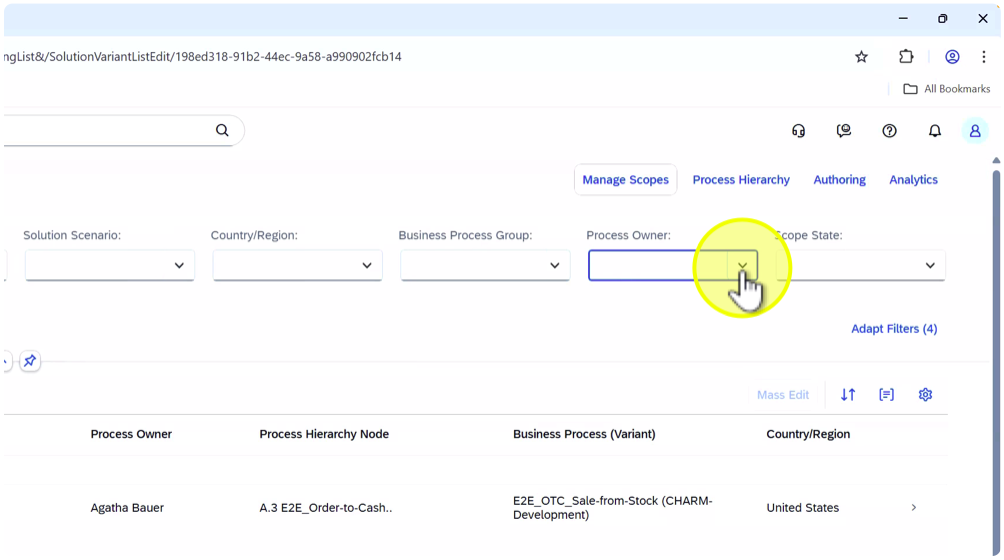 ngList&/SolutionVariantListEdit/198ed318-91b2-44ec-9a58-a990902fcb14
All Bookmarks
Manage Scopes Process Hierarchy Authoring Analytics
Solution Scenario: Country/Region: Business Process Group: Process Owner: Scope State:
Adapt Filters (4)
Mass Edit
Process Owner Process Hierarchy Node Business Process (Variant) Country/Region
Agatha Bauer A.3 E2E_Order-to-Cash.. E2E_OTC_Sale-from-Stock (CHARM- United States
Development)